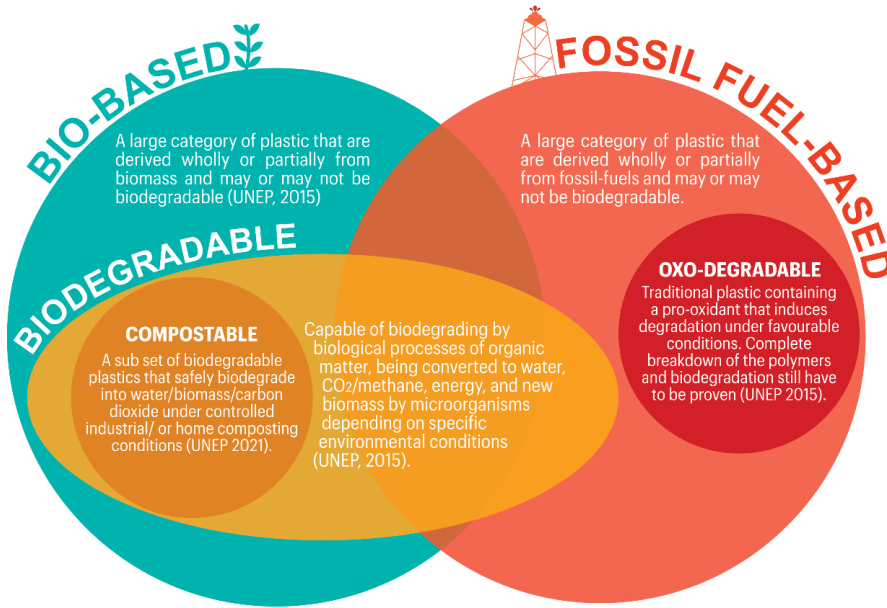 BIO-BASED
A large category of plastic that are
derived wholly or partially from
biomass and may or may not be
biodegradable (UNEP, 2015)
FOSSIL FUEL-BASED
A large category of plastic that
are derived wholly or partially
from fossil-fuels and may or may
not be biodegradable.
BIODEGRADABLE
COMPOSTABLE
A sub set of biodegradable
plastics that safely biodegrade
into water/biomass/carbon
dioxide under controlled
industrial/ or home composting
conditions (UNEP 2021).
Capable of biodegrading by
biological processes of organic
matter, being converted to water,
CO2/methane, energy, and new
biomass by microorganisms
depending on specific
environmental conditions
(UNEP, 2015).
OXO-DEGRADABLE
Traditional plastic containing
a pro-oxidant that induces
degradation under favourable
conditions. Complete
breakdown of the polymers
and biodegradation still have
to be proven (UNEP 2015).